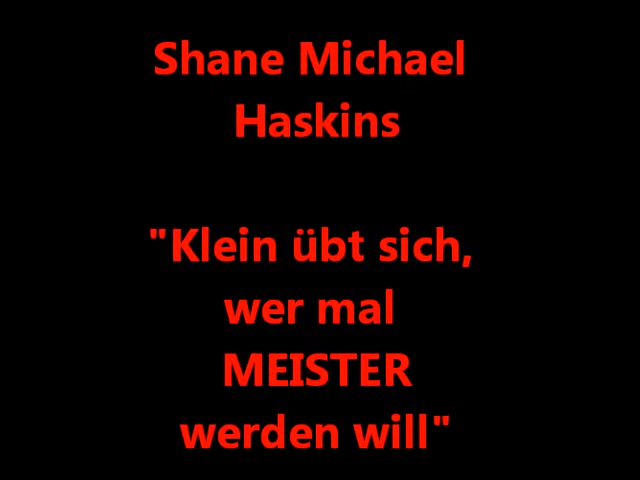 Shane Michael
Haskins
"Klein übt sich,
wer mal
MEISTER
werden will"